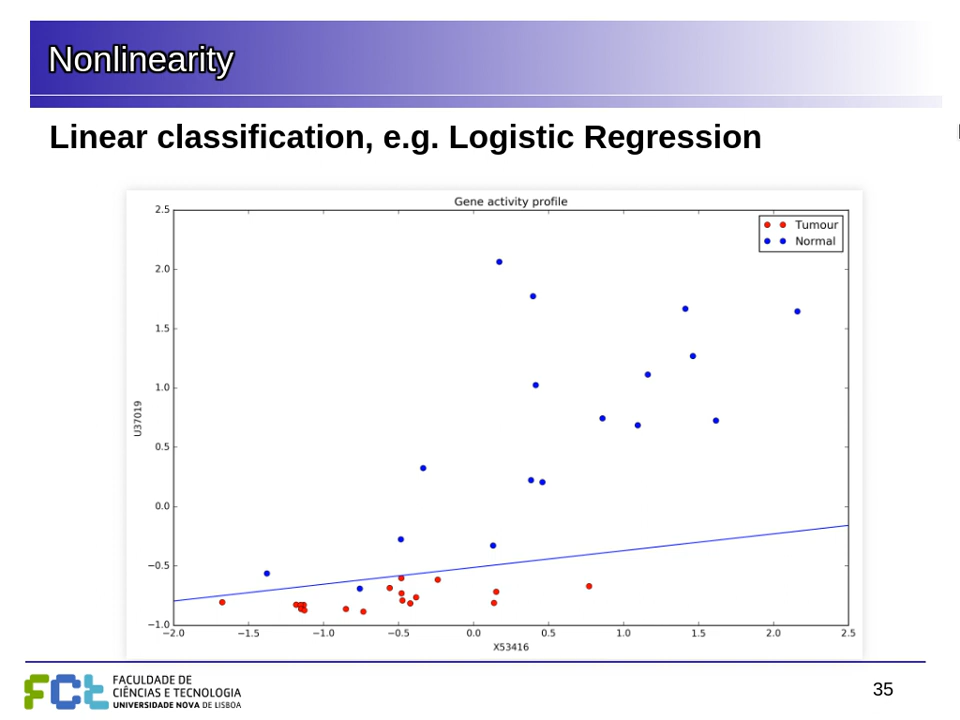 Nonlinearity
Linear classification, e.g. Logistic Regression
Gene activity profile
Tumour
Normal
2.5
2.0
1.5
1.0
0.5
0.0
−0.5
−1.0
U37019
−2.0 −1.5 −1.0 −0.5 0.0 0.5 1.0 1.5 2.0 2.5
X53416
FCt
FACULDADE DE
CIÊNCIAS E TECNOLOGIA
UNIVERSIDADE NOVA DE LISBOA
35